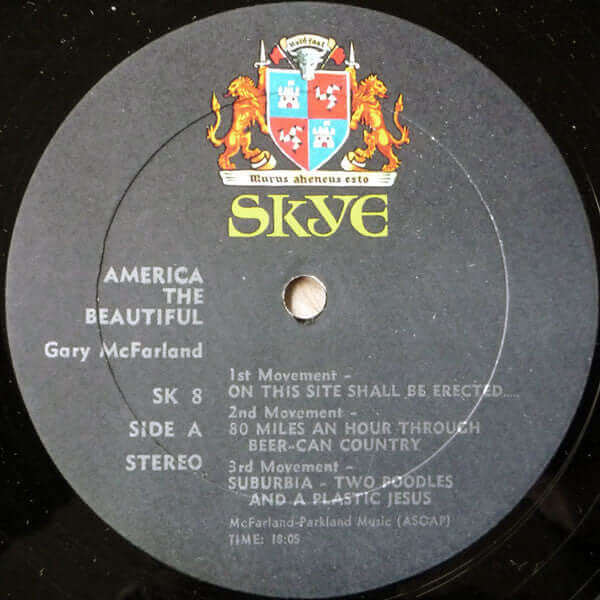 Hold fast
Murus aheneus esto
SKYE
AMERICA
THE
BEAUTIFUL
Gary McFarland
SK 8
SIDE A
STEREO
1st Movement -
ON THIS SITE SHALL BE ERECTED.....
2nd Movement -
80 MILES AN HOUR THROUGH
BEER-CAN COUNTRY
3rd Movement -
SUBURBIA - TWO POODLES
AND A PLASTIC JESUS
McFarland-Parkland Music (ASCAP)
TIME: 18:05